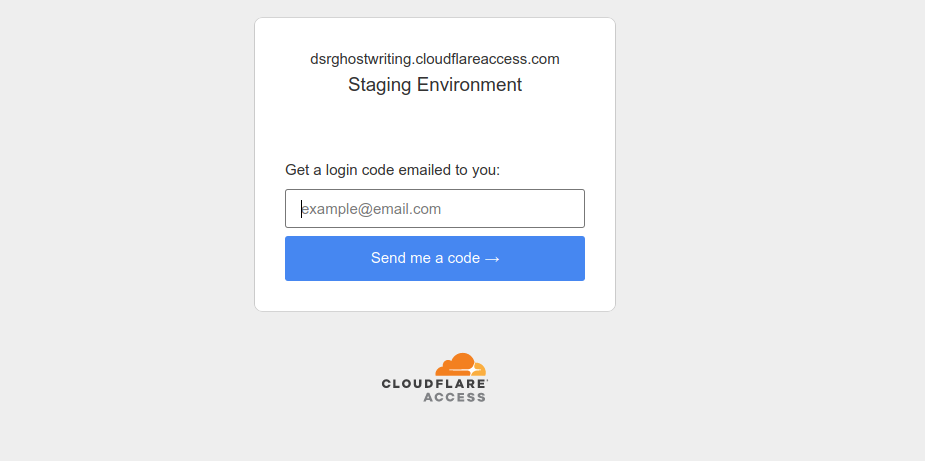 dsrghostwriting.cloudflareaccess.com
Staging Environment
Get a login code emailed to you:
example@email.com
Send me a code →
CLOUDFLARE
ACCESS